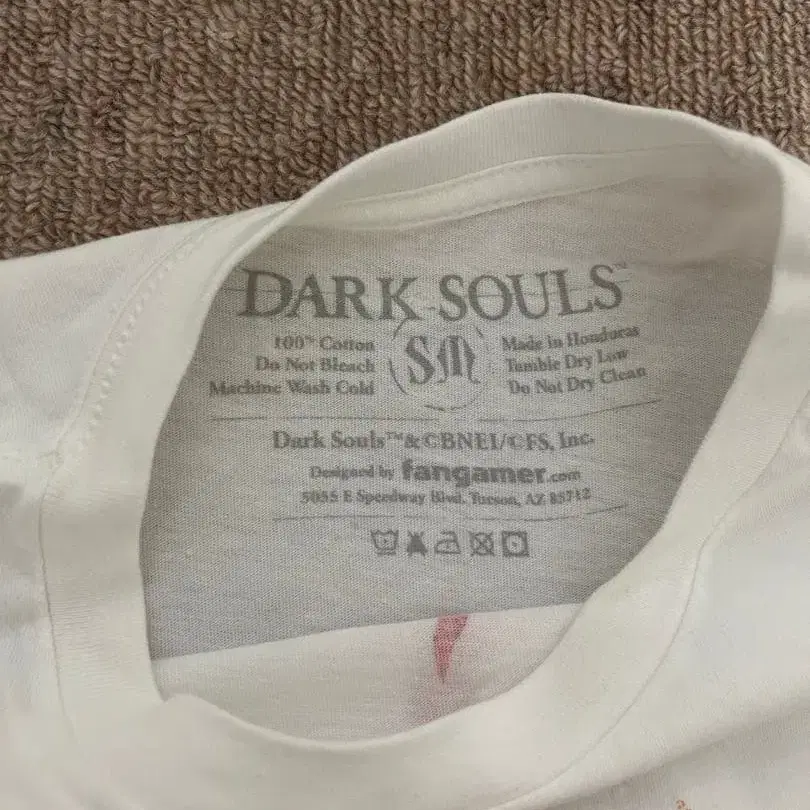 DARK SOULS™
100% Cotton
Do Not Bleach
Machine Wash Cold
SM
Made in Honduras
Tumble Dry Low
Do Not Dry Clean
Dark Souls™&©BNEI/©FS, Inc.
Designed by fangamer.com
5055 E Speedway Blvd. Tucson, AZ 85712